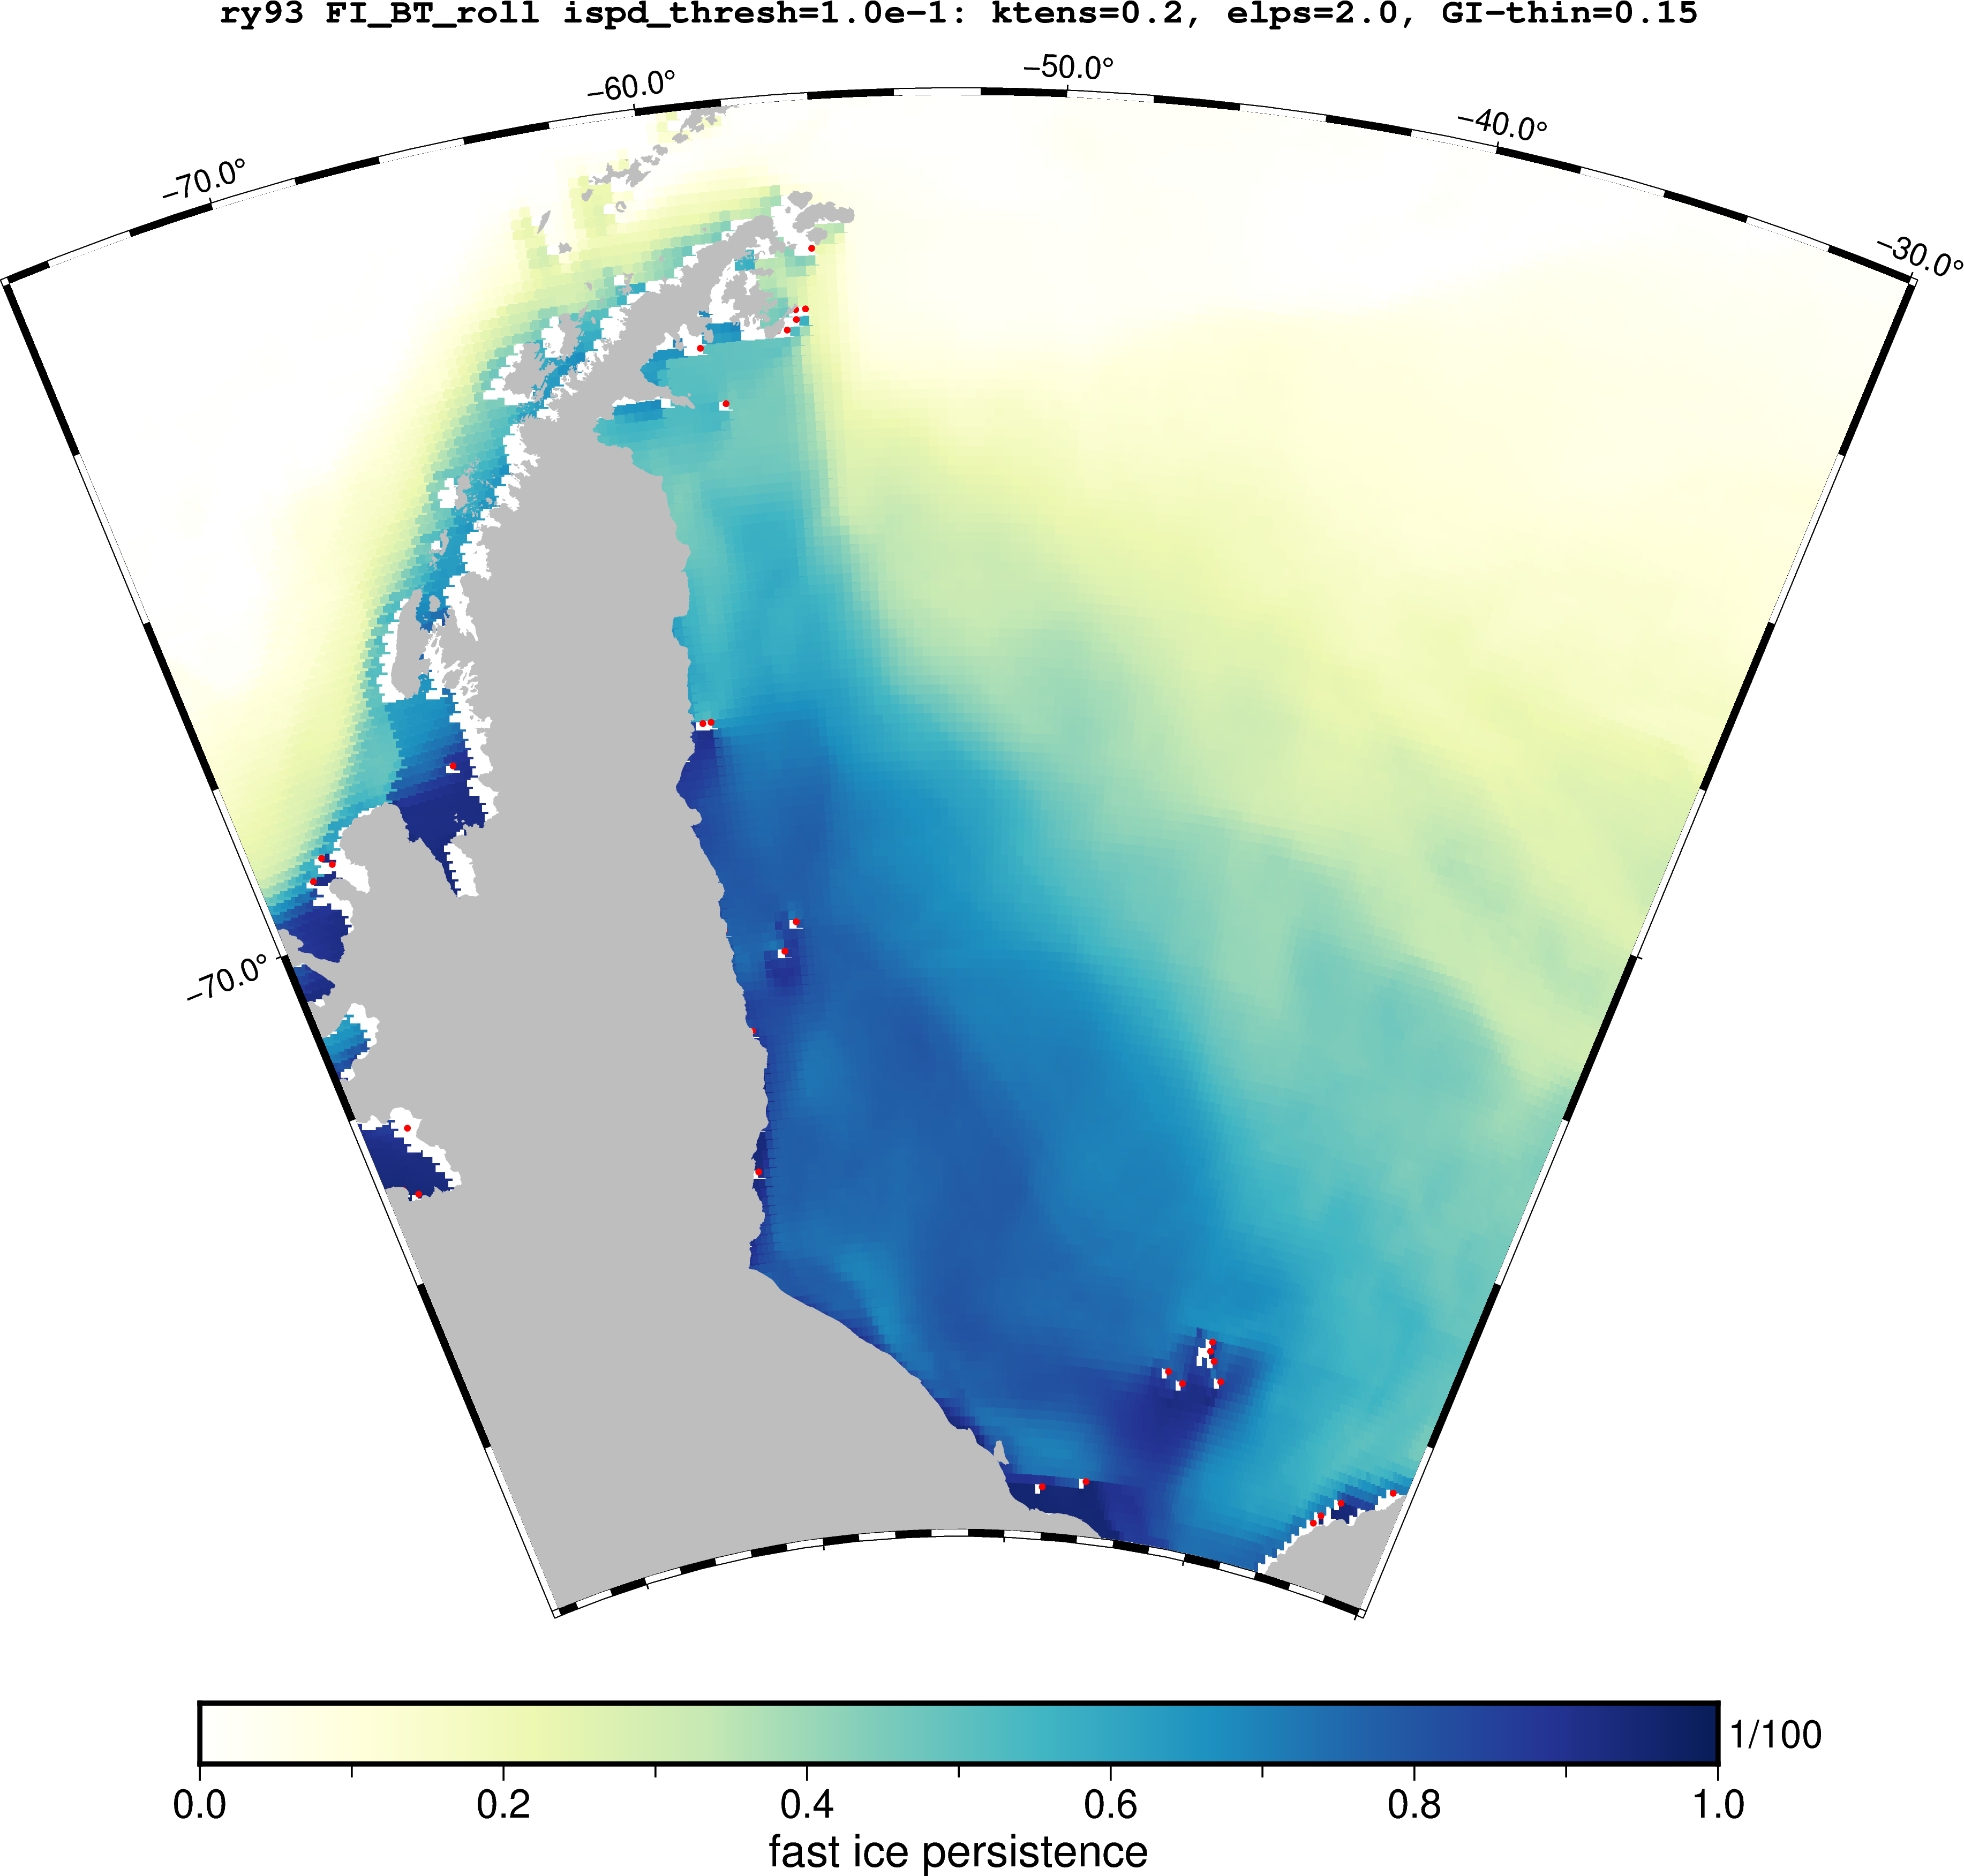 ry93 FI_BT_roll ispd_thresh=1.0e-1: ktens=0.2, elps=2.0, GI-thin=0.15
−70.0°
−60.0°
−50.0°
−40.0°
−30.0°
−70.0°
1/100
0.0 0.2 0.4 0.6 0.8 1.0
fast ice persistence